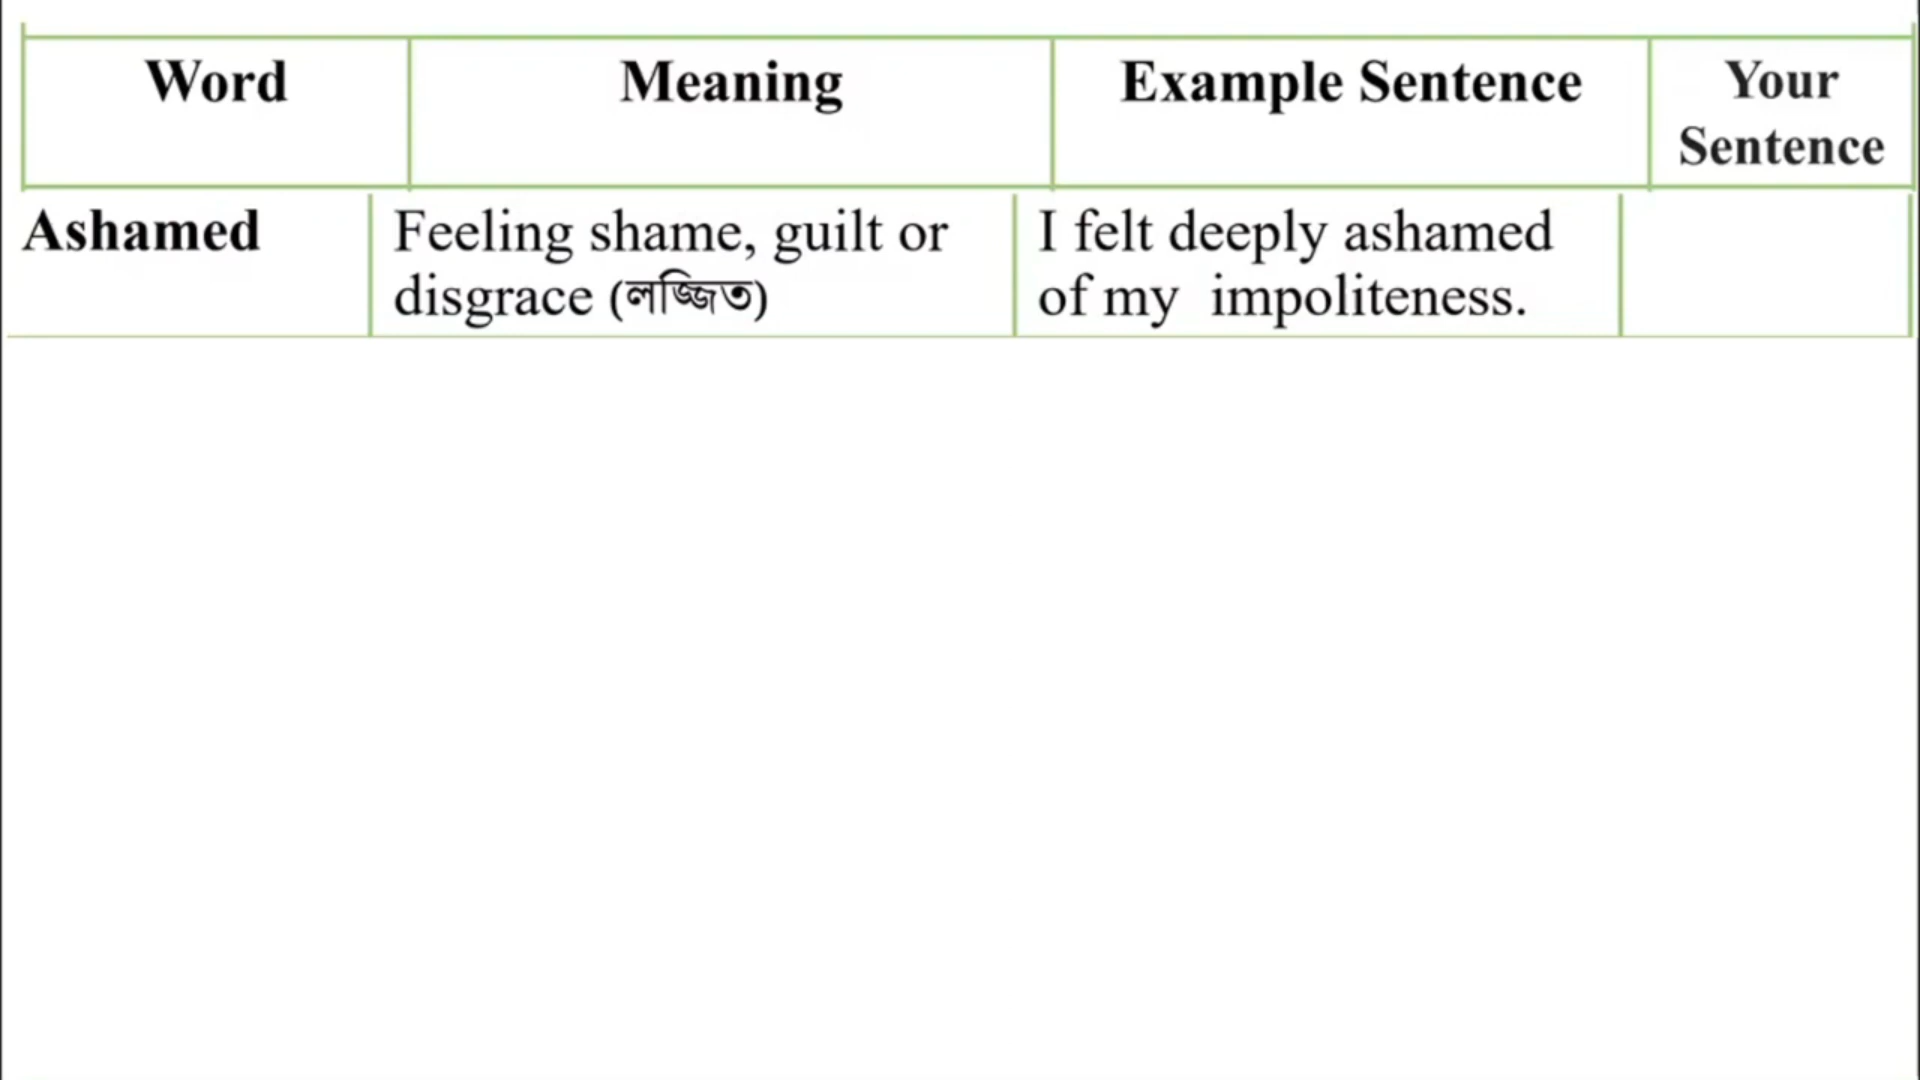 Word
Meaning
Example Sentence
Your
Sentence
Ashamed
Feeling shame, guilt or
disgrace (লজ্জিত)
I felt deeply ashamed
of my  impoliteness.